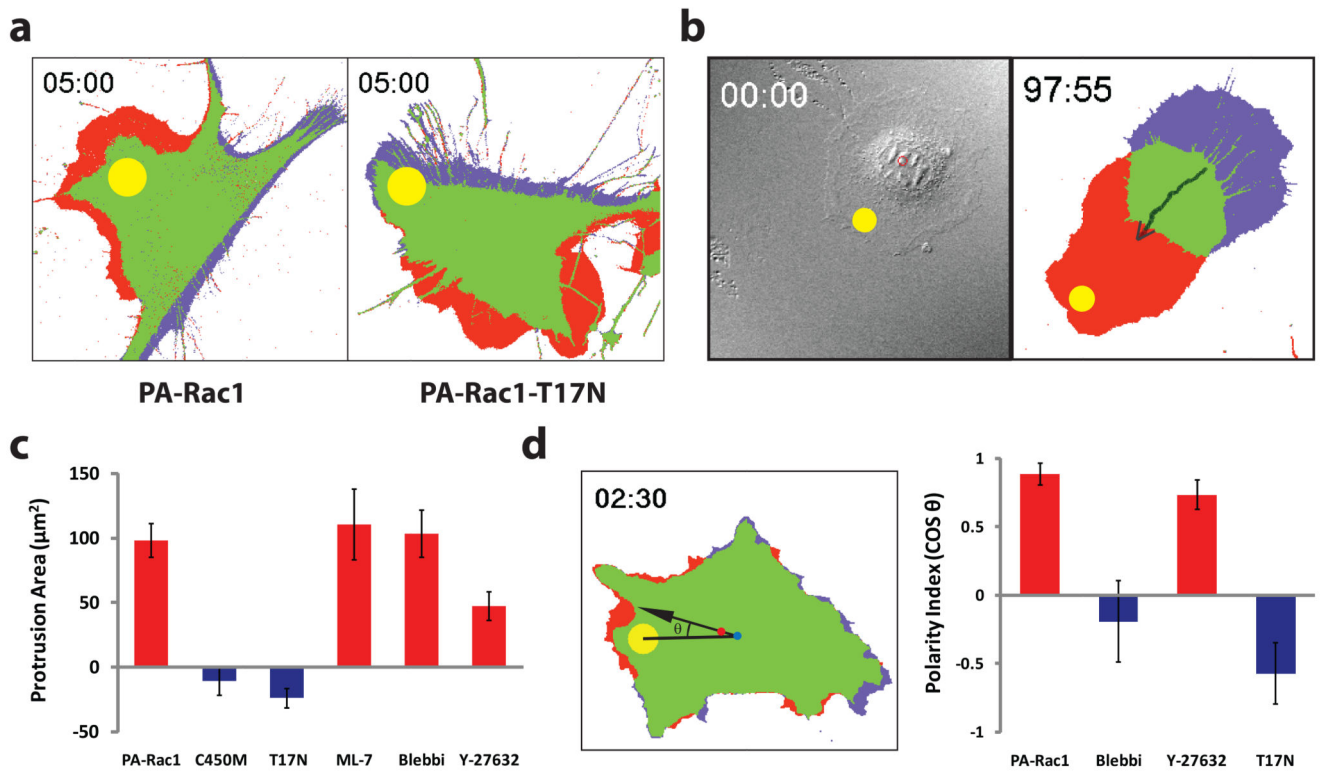 a
05:00
05:00
PA-Rac1
PA-Rac1-T17N
b
00:00
97:55
c
Protrusion Area (µm²)
150
100
50
0
-50
PA-Rac1 C450M T17N ML-7 Blebbi Y-27632
d
02:30
θ
Polarity Index (COS θ)
1
0.5
0
-0.5
-1
PA-Rac1 Blebbi Y-27632 T17N